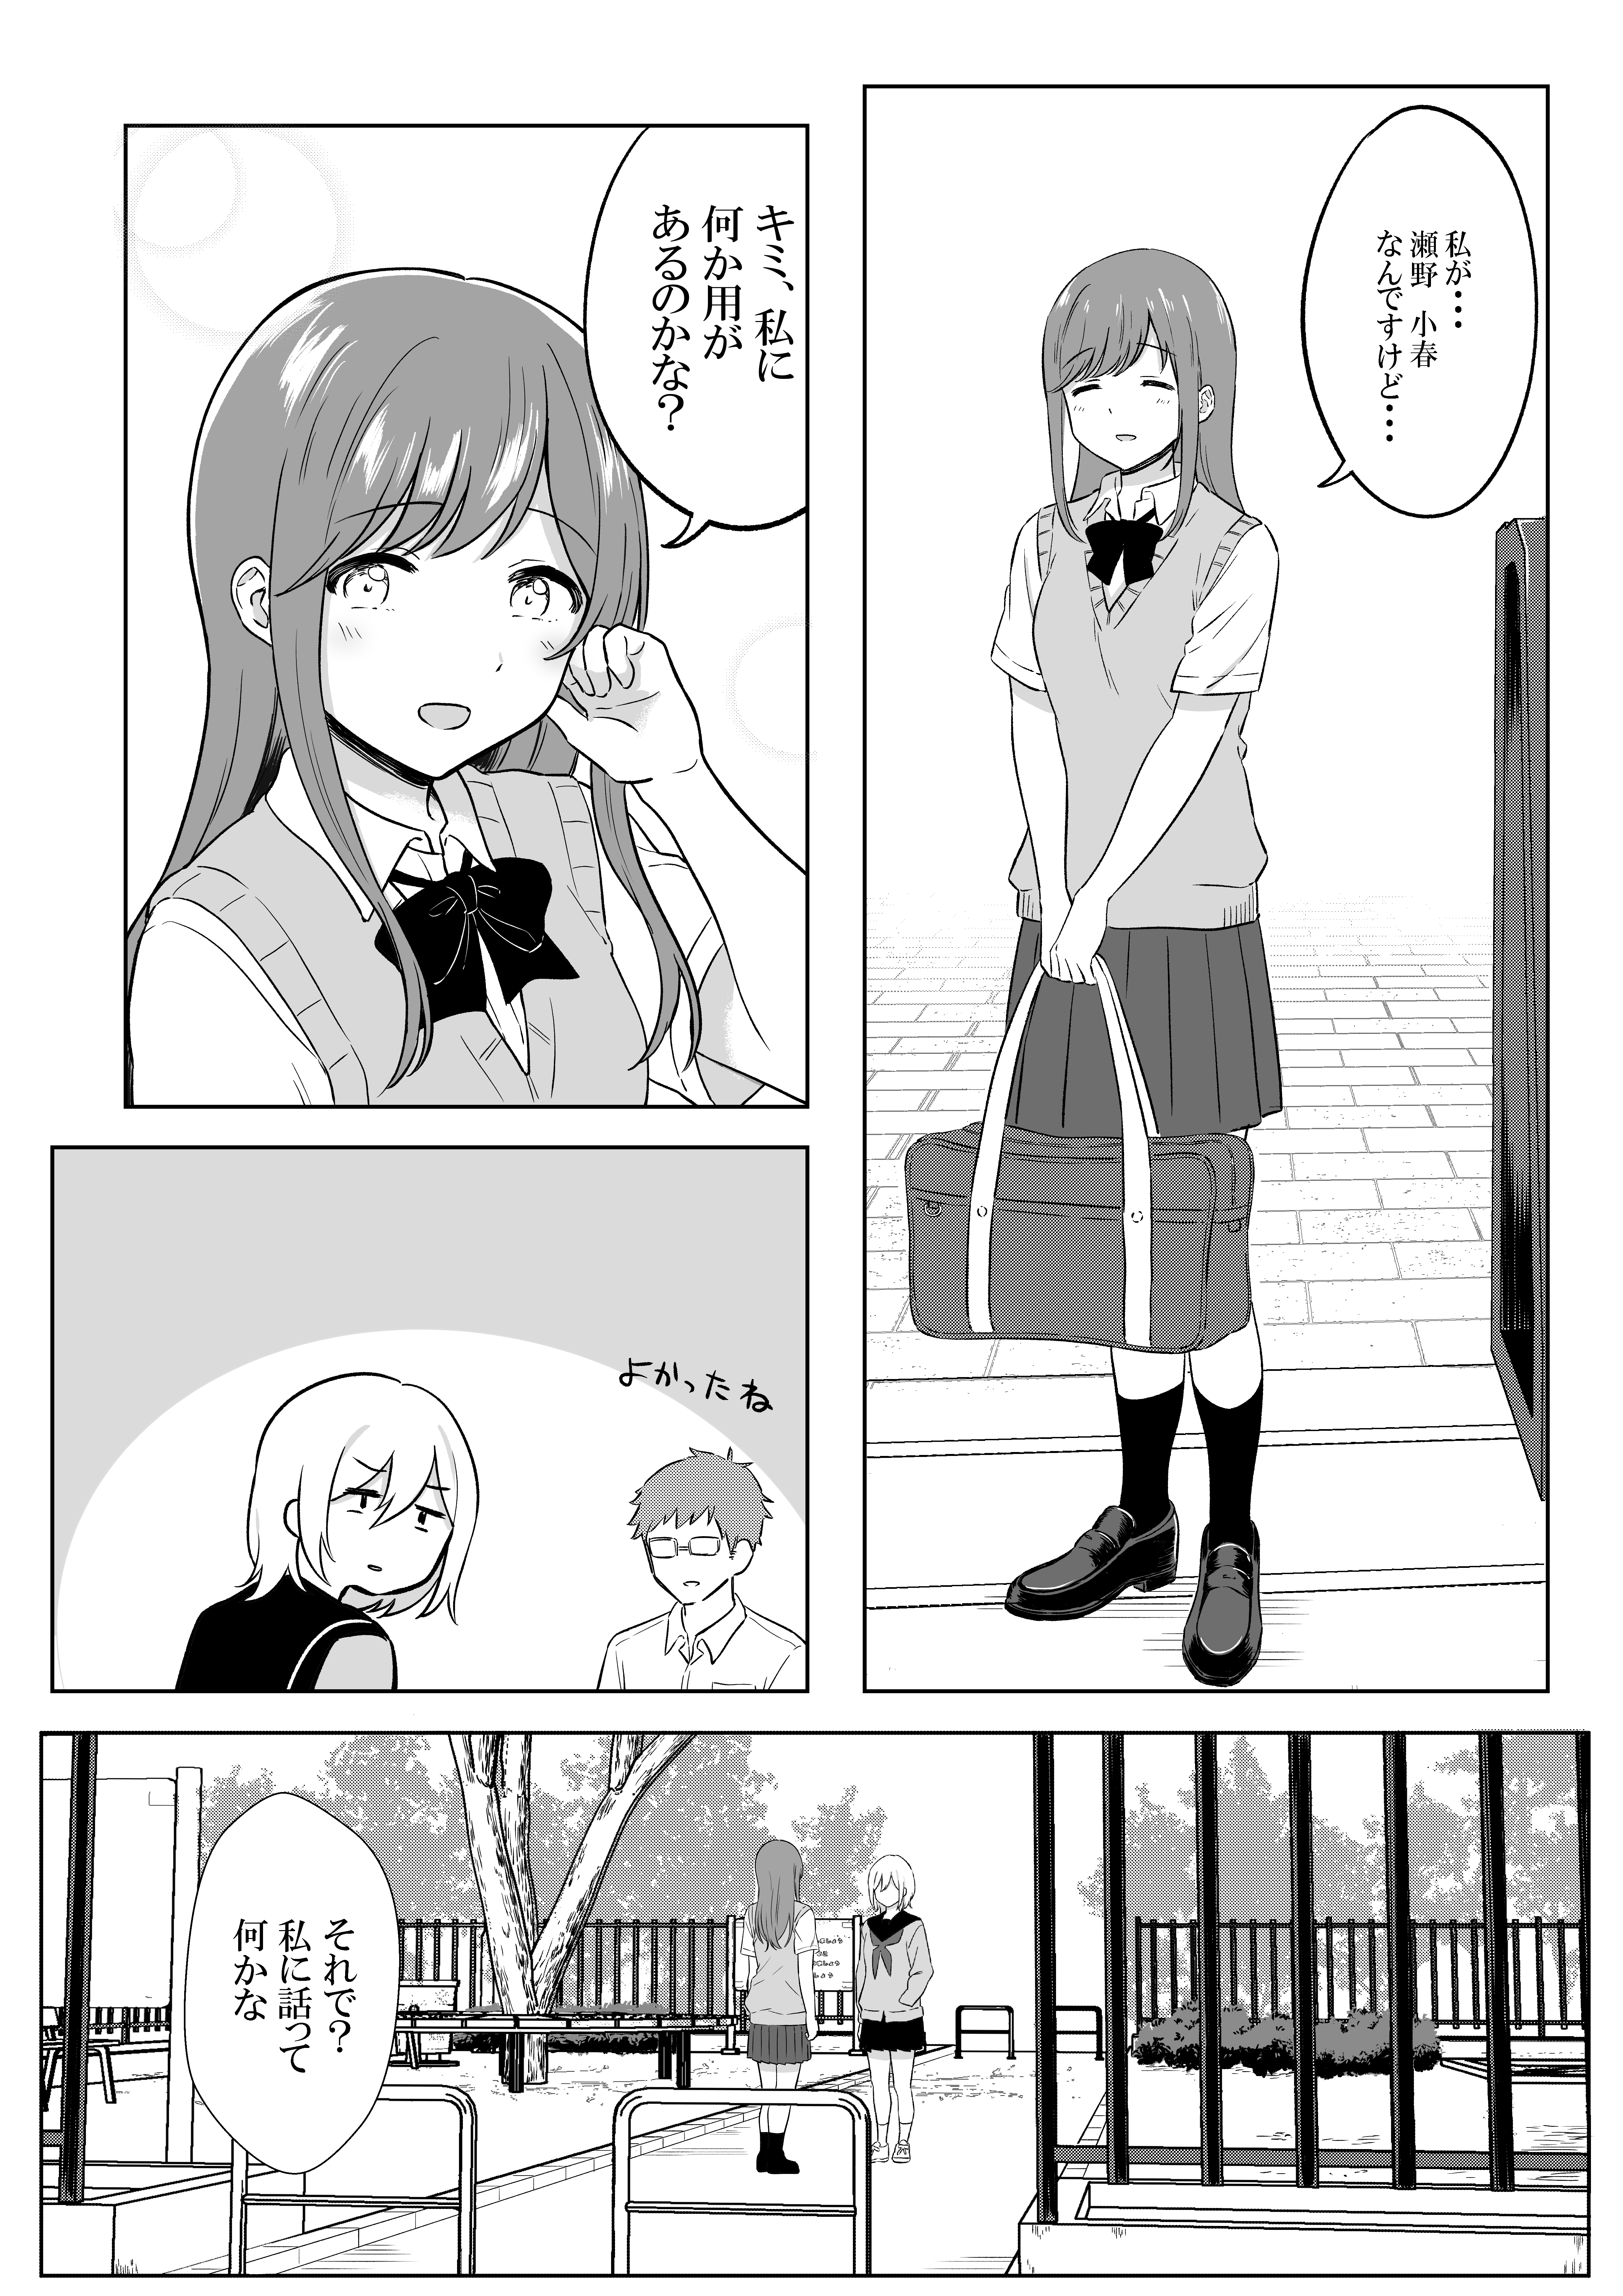 私が・・・
瀬野　小春
なんですけど・・・
キミ、私に
何か用が
あるのかな？
よかったね
それで？
私に話って
何かな